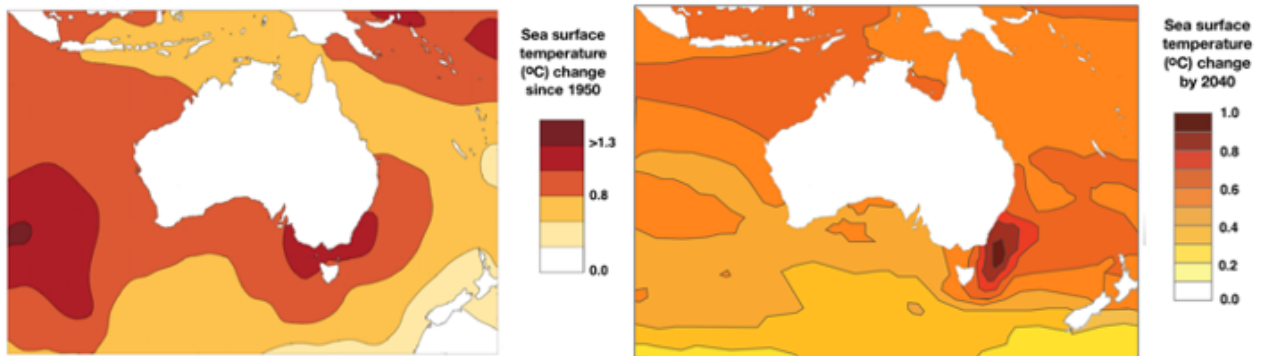 Sea surface
temperature
(ºC) change
since 1950
>1.3
0.8
0.0
Sea surface
temperature
(ºC) change
by 2040
1.0
0.8
0.6
0.4
0.2
0.0